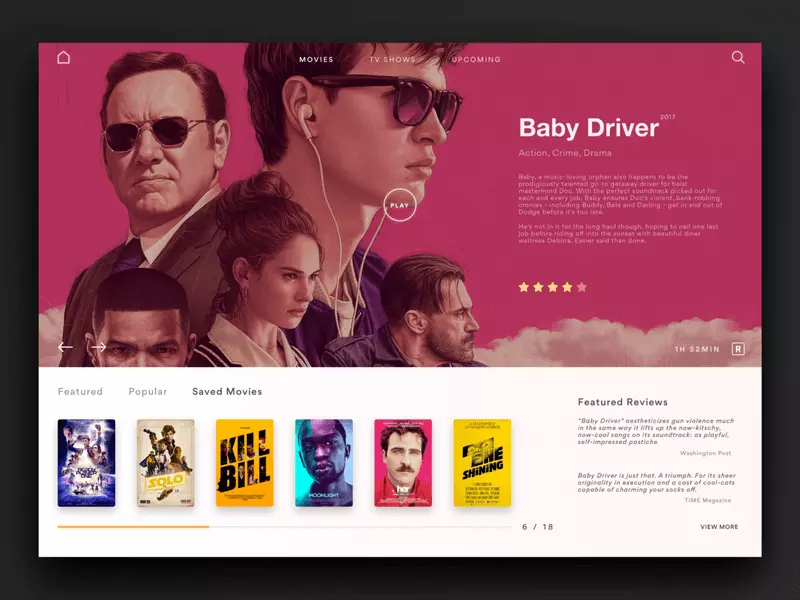 MOVIES TV SHOWS UPCOMING
Baby Driver 2017
Action, Crime, Drama
Baby, a music-loving orphan also happens to be the
prodigiously talented go-to getaway driver for heist
mastermind Doc. With the perfect soundtrack picked out for
each and every job, Baby ensures Doc's violent, bank-robbing
cronies - including Buddy, Bats and Darling - get in and out of
Dodge before it's too late.
He's not in it for the long haul though, hoping to nail one last
job before riding off into the sunset with beautiful diner
waitress Debora. Easier said than done.
PLAY
1H 52MIN R
Featured Popular Saved Movies
SOLO
KILL
BILL
MOONLIGHT
her
THE
SHiNiNG
6 / 18
Featured Reviews
"Baby Driver" aestheticizes gun violence much
in the same way it lifts up the now-kitschy,
now-cool songs on its soundtrack: as playful,
self-impressed pastiche
Washington Post
Baby Driver is just that. A triumph. For its sheer
originality in execution and a cast of cool-cats
capable of charming your socks off.
TIME Magazine
VIEW MORE